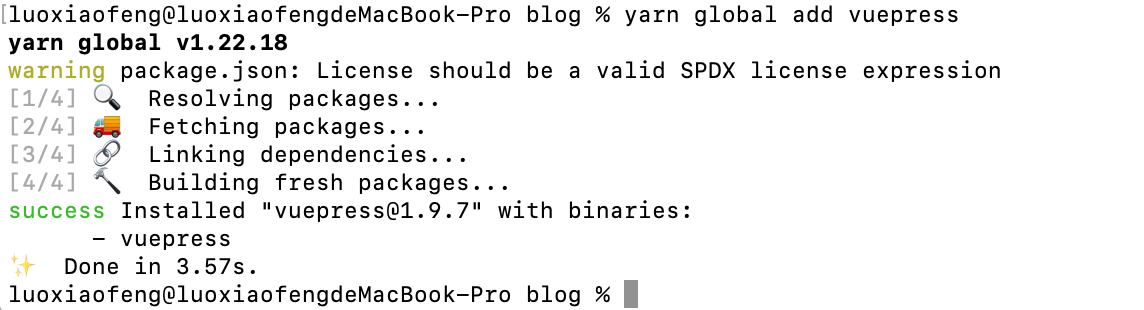 [luoxiaofeng@luoxiaofengdeMacBook-Pro blog % yarn global add vuepress
yarn global v1.22.18
warning package.json: License should be a valid SPDX license expression
[1/4] 🔍 Resolving packages...
[2/4] 🚚 Fetching packages...
[3/4] 🔗 Linking dependencies...
[4/4] 🔨 Building fresh packages...
success Installed "vuepress@1.9.7" with binaries:
- vuepress
✨ Done in 3.57s.
luoxiaofeng@luoxiaofengdeMacBook-Pro blog %